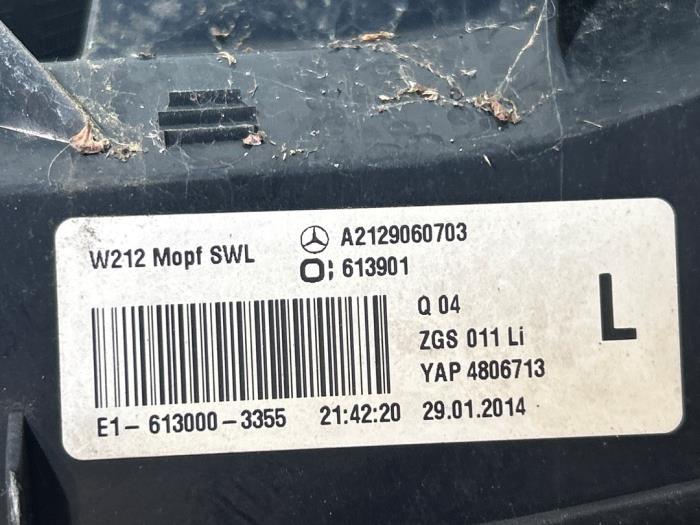 W212 Mopf SWL
A2129060703
O; 613901
Q 04
ZGS 011 Li
YAP 4806713
L
E1- 613000-3355 21:42:20 29.01.2014